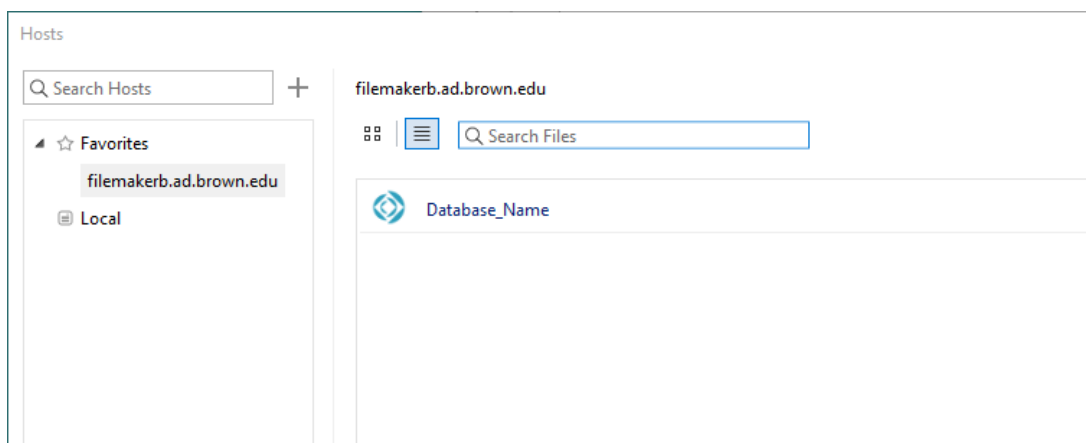 Hosts
Search Hosts
Favorites
filemakerb.ad.brown.edu
Local
filemakerb.ad.brown.edu
Search Files
Database_Name